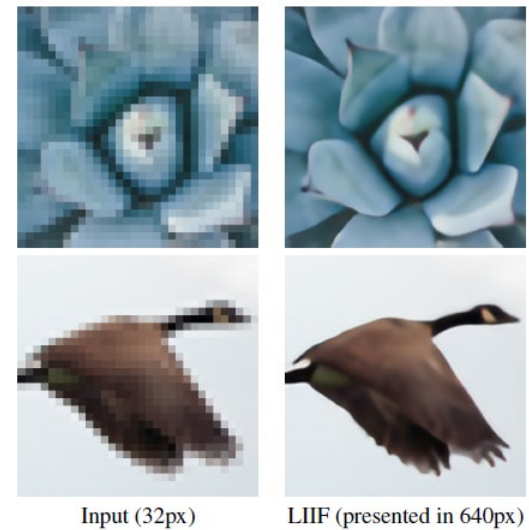 Input (32px)
LIIF (presented in 640px)